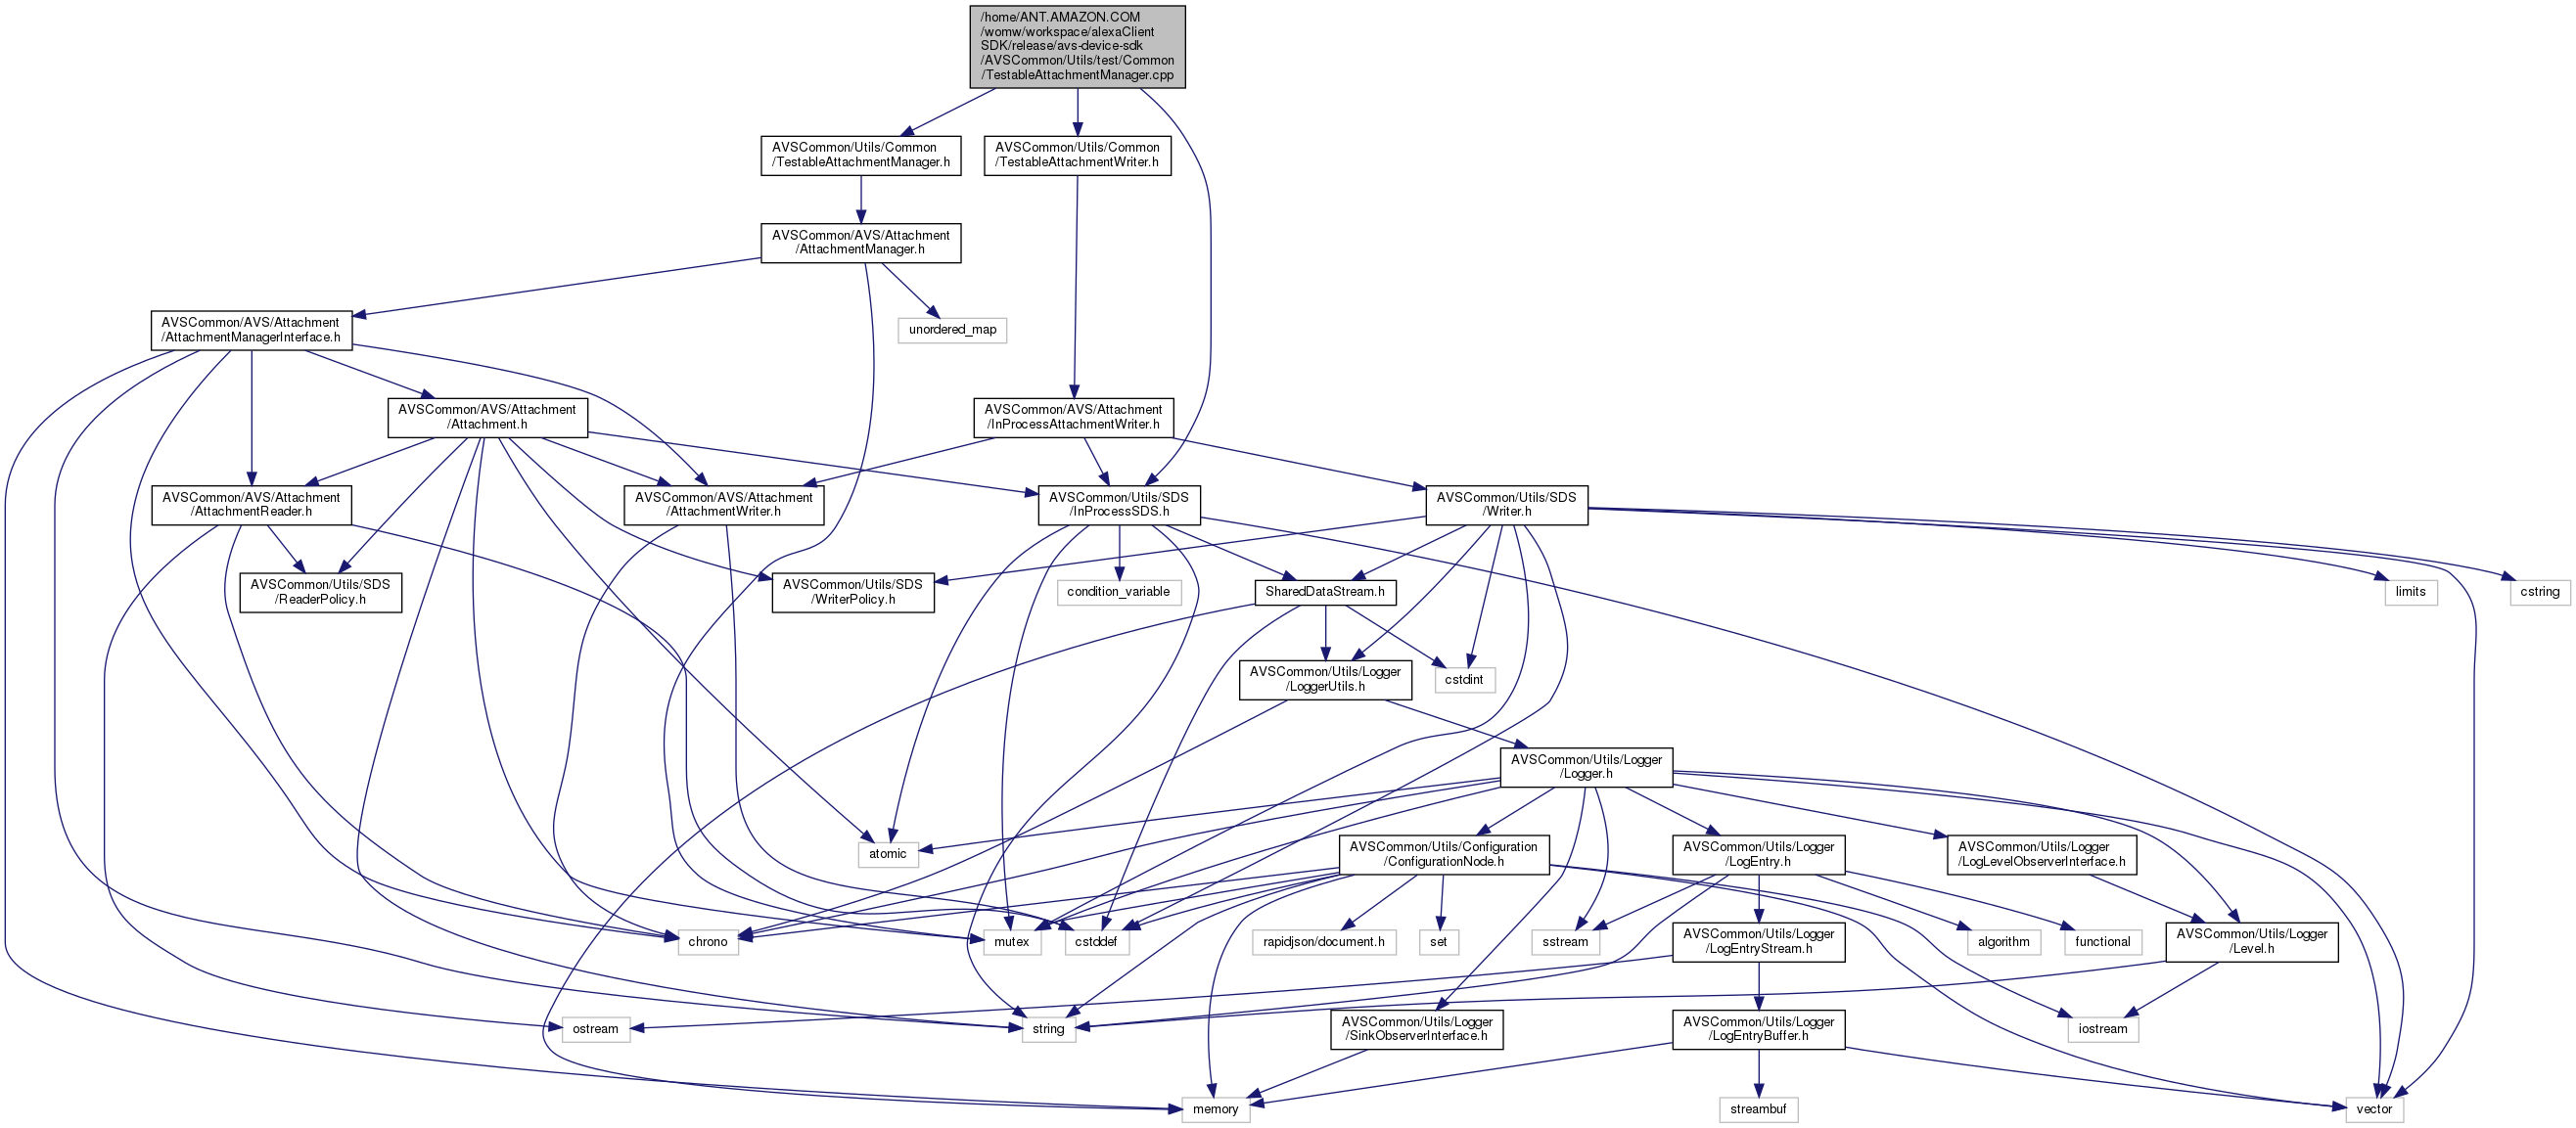 /home/ANT.AMAZON.COM
/womw/workspace/alexaClient
SDK/release/avs-device-sdk
/AVSCommon/Utils/test/Common
/TestableAttachmentManager.cpp
AVSCommon/Utils/Common
/TestableAttachmentManager.h
AVSCommon/Utils/Common
/TestableAttachmentWriter.h
AVSCommon/AVS/Attachment
/AttachmentManager.h
AVSCommon/AVS/Attachment
/AttachmentManagerInterface.h
unordered_map
AVSCommon/AVS/Attachment
/Attachment.h
AVSCommon/AVS/Attachment
/InProcessAttachmentWriter.h
AVSCommon/AVS/Attachment
/AttachmentReader.h
AVSCommon/AVS/Attachment
/AttachmentWriter.h
AVSCommon/Utils/SDS
/InProcessSDS.h
AVSCommon/Utils/SDS
/Writer.h
AVSCommon/Utils/SDS
/ReaderPolicy.h
AVSCommon/Utils/SDS
/WriterPolicy.h
condition_variable
SharedDataStream.h
limits
cstring
AVSCommon/Utils/Logger
/LoggerUtils.h
cstdint
AVSCommon/Utils/Logger
/Logger.h
atomic
AVSCommon/Utils/Configuration
/ConfigurationNode.h
AVSCommon/Utils/Logger
/LogEntry.h
AVSCommon/Utils/Logger
/LogLevelObserverInterface.h
chrono
mutex
cstddef
rapidjson/document.h
set
sstream
AVSCommon/Utils/Logger
/LogEntryStream.h
algorithm
functional
AVSCommon/Utils/Logger
/Level.h
ostream
string
AVSCommon/Utils/Logger
/SinkObserverInterface.h
AVSCommon/Utils/Logger
/LogEntryBuffer.h
iostream
memory
streambuf
vector